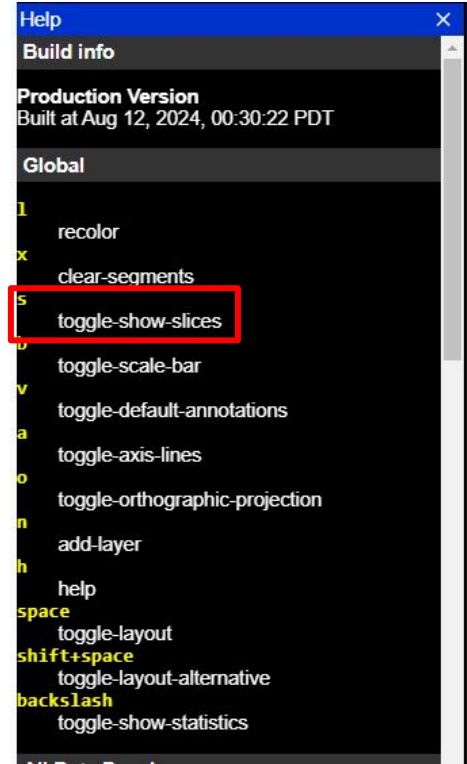 Help
Build info
Production Version
Built at Aug 12, 2024, 00:30:22 PDT
Global
l
recolor
x
clear-segments
s
toggle-show-slices
b
toggle-scale-bar
v
toggle-default-annotations
a
toggle-axis-lines
o
toggle-orthographic-projection
n
add-layer
h
help
space
toggle-layout
shift+space
toggle-layout-alternative
backslash
toggle-show-statistics